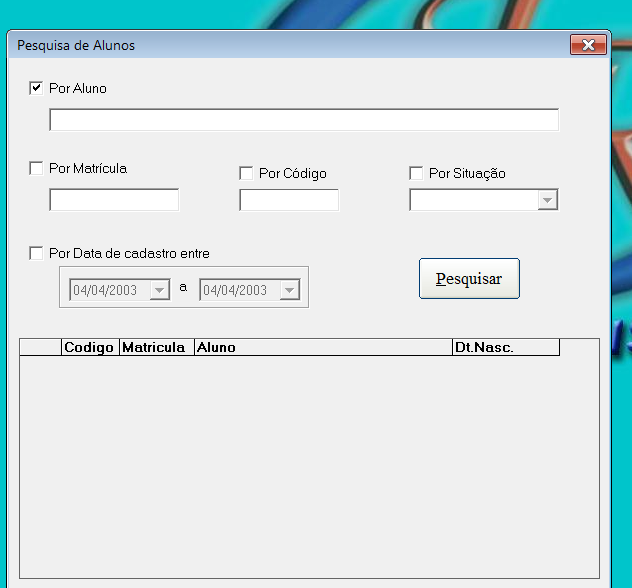 Pesquisa de Alunos
Por Aluno
Por Matrícula
Por Código
Por Situação
Por Data de cadastro entre
04/04/2003 a 04/04/2003
Pesquisar
Codigo Matricula Aluno Dt.Nasc.